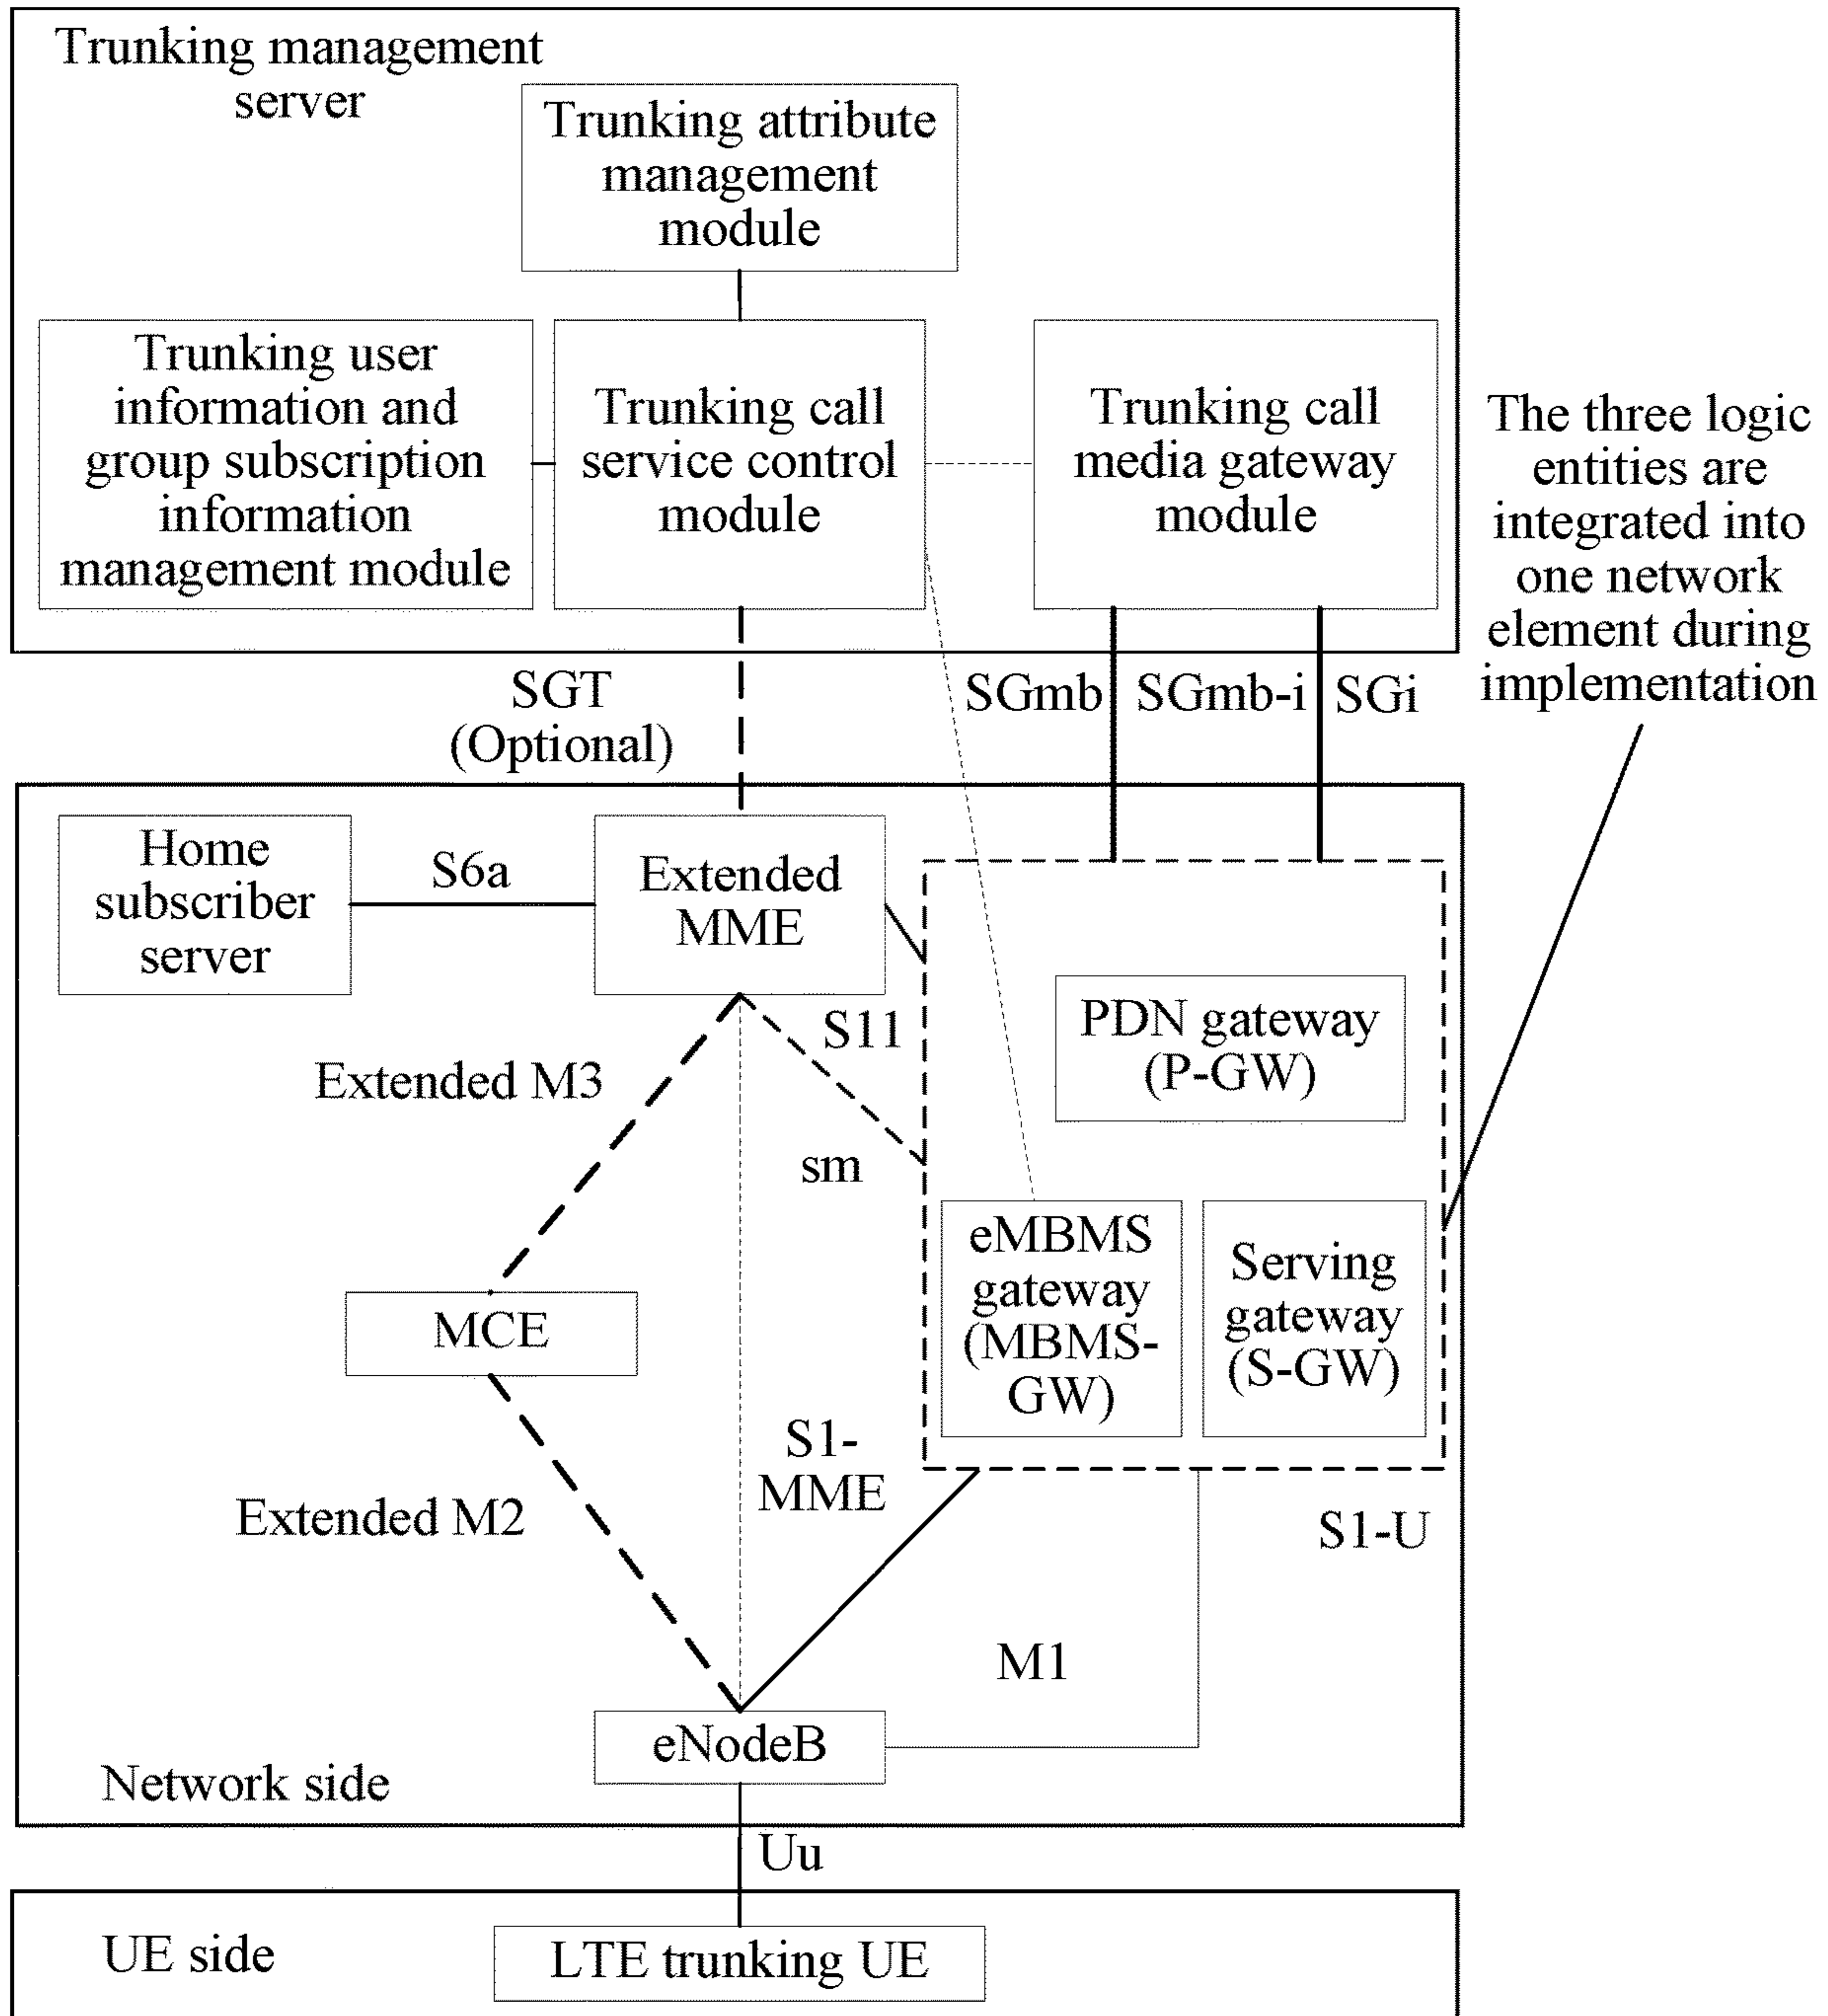 Trunking management
server
Trunking attribute
management
module
Trunking user
information and
group subscription
information
management module
Trunking call
service control
module
Trunking call
media gateway
module
The three logic
entities are
integrated into
one network
element during
implementation
SGT
(Optional)
SGmb
SGmb-i
SGi
Home
subscriber
server
S6a
Extended
MME
S11
PDN gateway
(P-GW)
Extended M3
sm
eMBMS
gateway
(MBMS-
GW)
Serving
gateway
(S-GW)
MCE
S1-
MME
Extended M2
S1-U
M1
eNodeB
Network side
Uu
UE side
LTE trunking UE